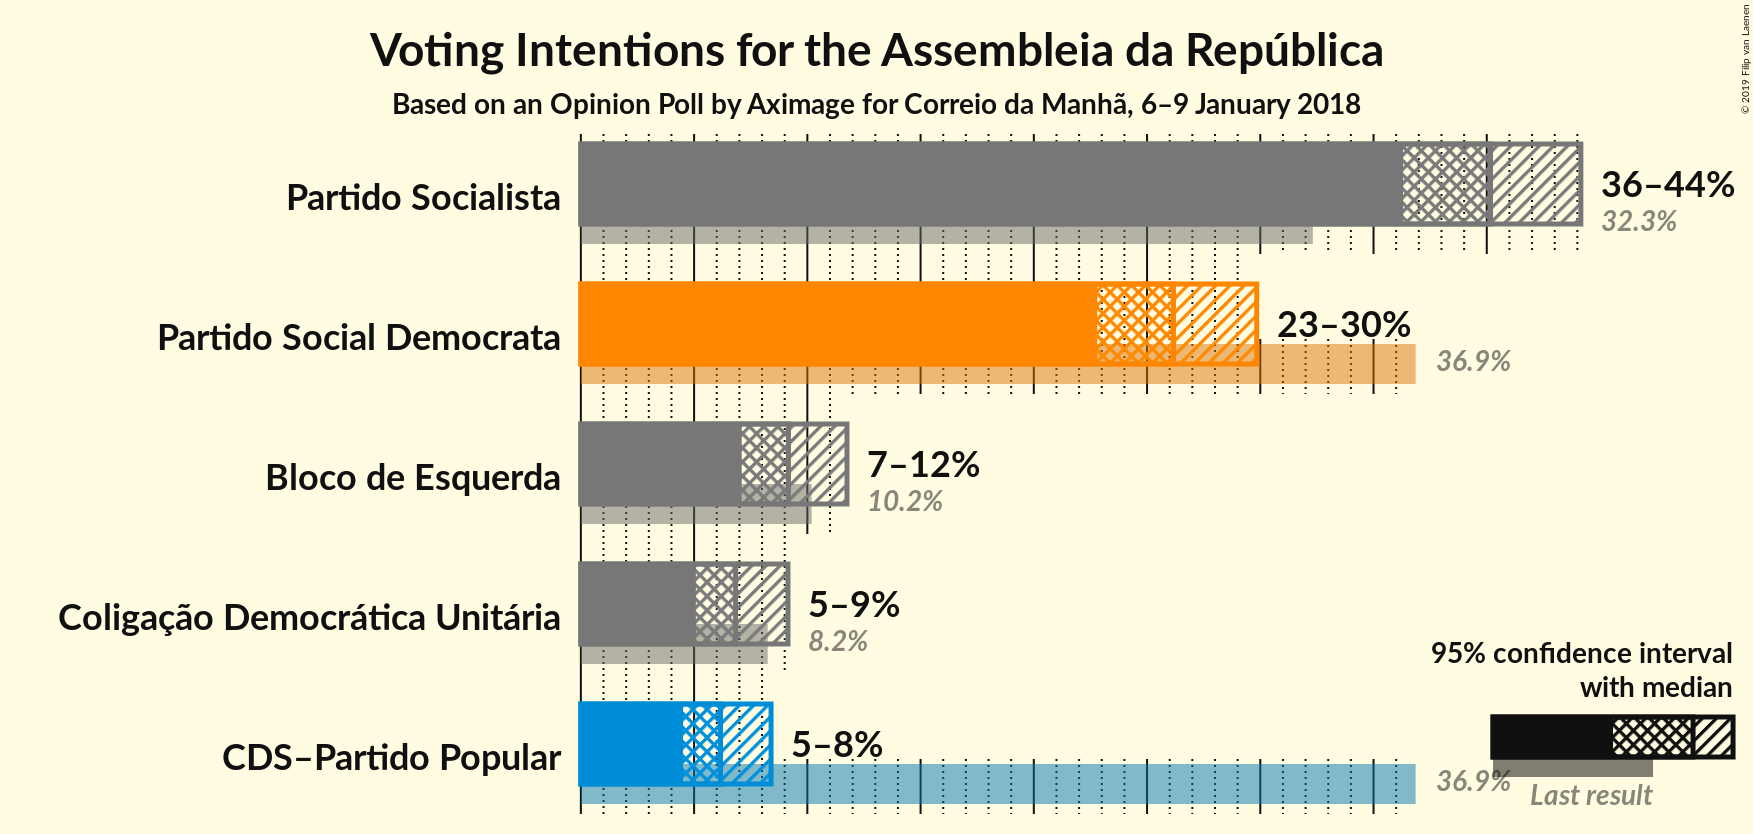 Voting Intentions for the Assembleia da República
Based on an Opinion Poll by Aximage for Correio da Manhã, 6–9 January 2018
© 2019 Filip van Laenen
Partido Socialista
36–44%
32.3%
Partido Social Democrata
23–30%
36.9%
Bloco de Esquerda
7–12%
10.2%
Coligação Democrática Unitária
5–9%
8.2%
CDS–Partido Popular
5–8%
36.9%
95% confidence interval
with median
Last result